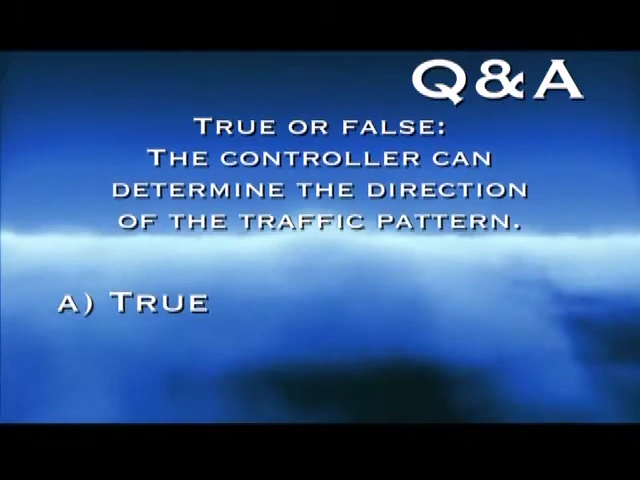 Q&A
TRUE OR FALSE:
THE CONTROLLER CAN
DETERMINE THE DIRECTION
OF THE TRAFFIC PATTERN.
A) TRUE